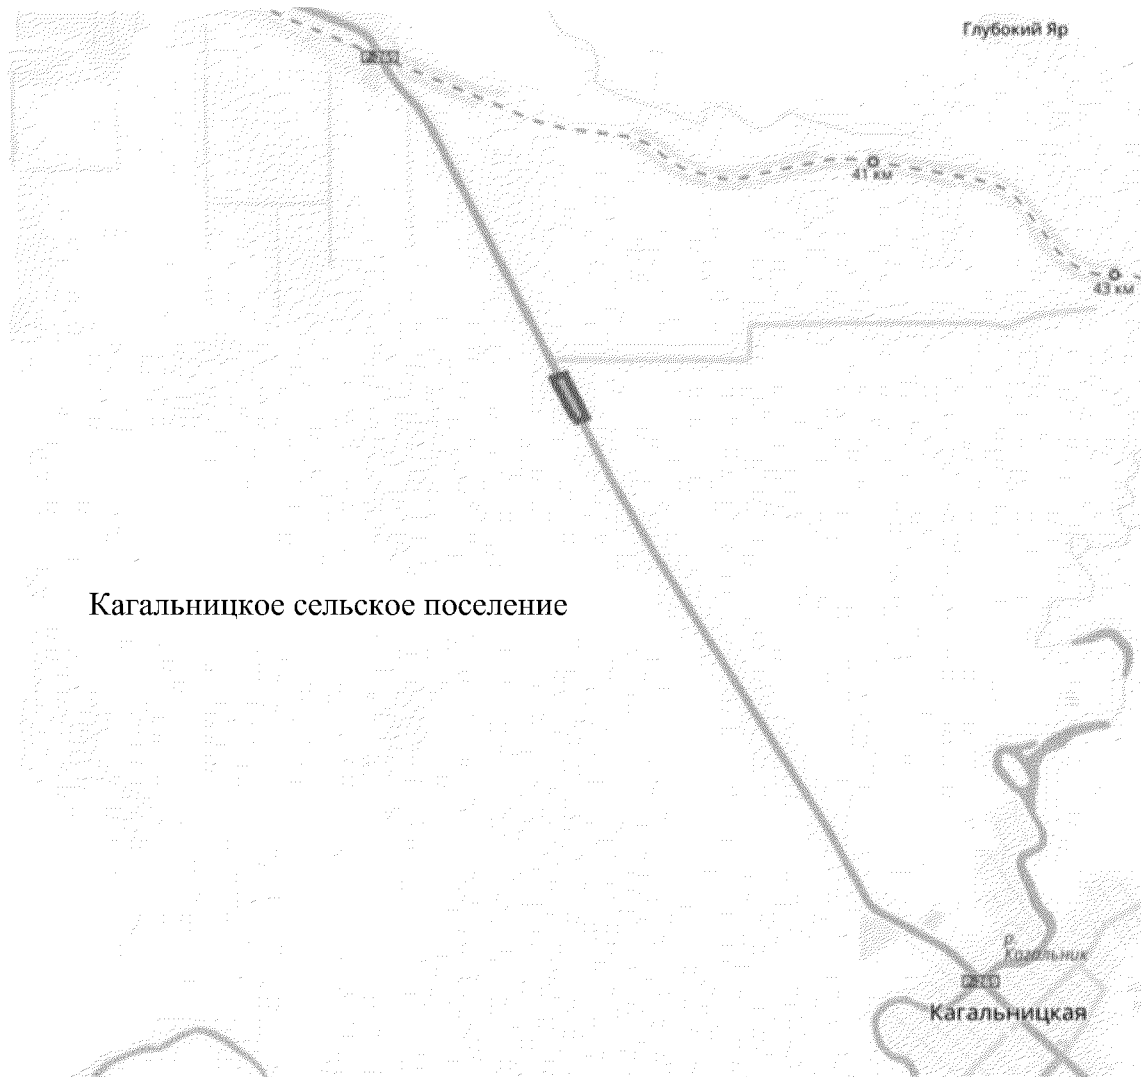 Глубокий Яр
41 км
43 км
Кагальницкое сельское поселение
р.
Кагальник
Кагальницкая